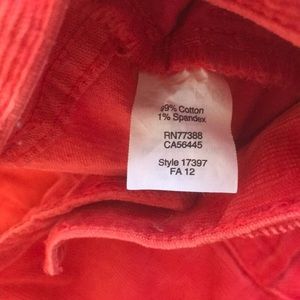 99% Cotton
1% Spandex
RN77388
CA56445
Style 17397
FA 12